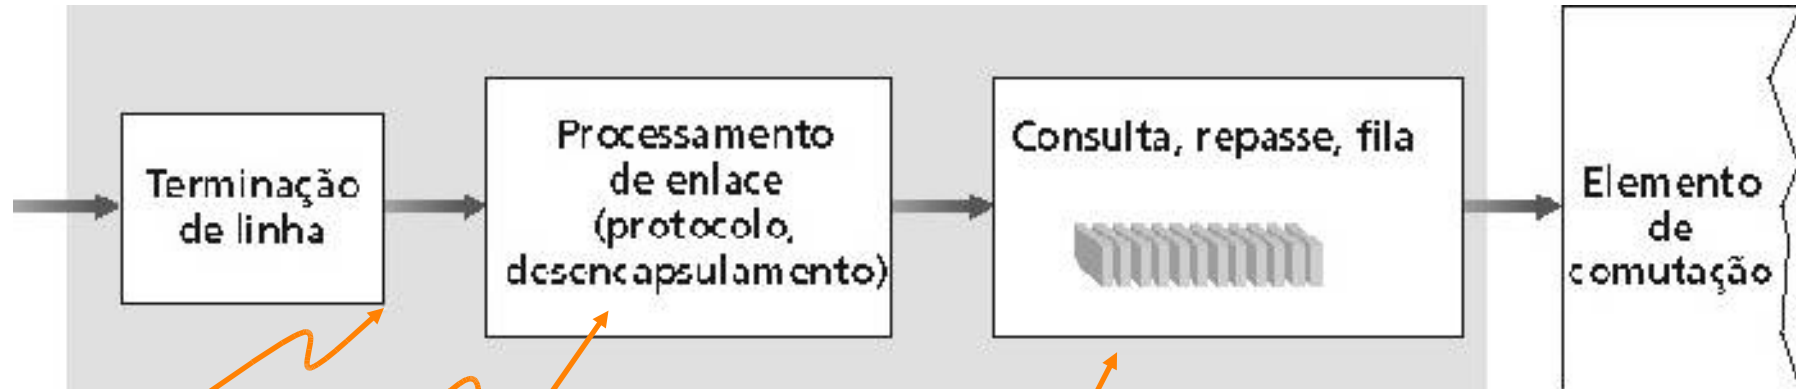 Terminação
de linha
Processamento
de enlace
(protocolo,
desencapsulamento)
Consulta, repasse, fila
Elemento
de
comutação